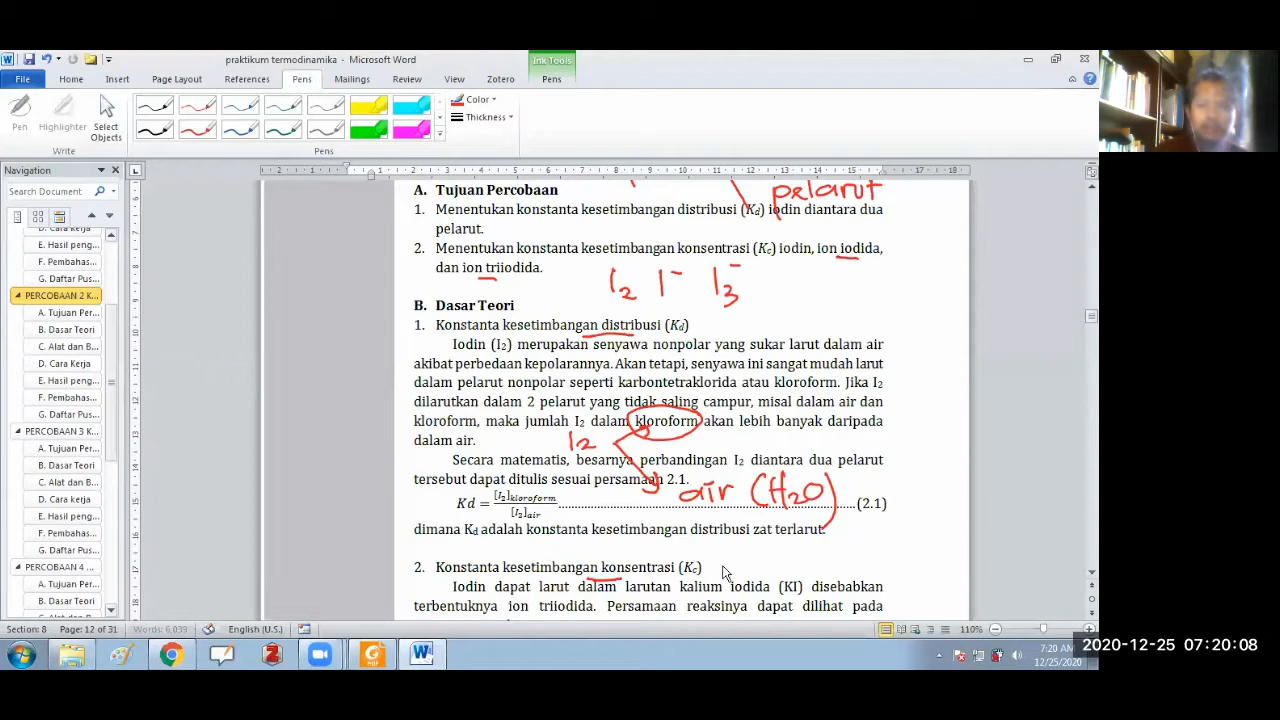 praktikum termodinamika - Microsoft Word
Ink Tools
File
Home
Insert
Page Layout
References
Pens
Mailings
Review
View
Zotero
Pens
Pen
Highlighter
Select Objects
Color
Thickness
Write
Pens
Navigation
Search Document
D. Cara Kerja
E. Hasil peng...
F. Pembahas...
G. Daftar Pus...
PERCOBAAN 2 K...
A. Tujuan Per...
B. Dasar Teori
C. Alat dan B...
D. Cara Kerja
E. Hasil peng...
F. Pembahas...
G. Daftar Pus...
PERCOBAAN 3 K...
A. Tujuan Per...
B. Dasar Teori
C. Alat dan B...
D. Cara Kerja
E. Hasil peng...
F. Pembahas...
G. Daftar Pus...
PERCOBAAN 4 K...
A. Tujuan Per...
B. Dasar Teori
C. Alat dan B...
pelarut
A. Tujuan Percobaan
1. Menentukan konstanta kesetimbangan distribusi (Kd) iodin diantara dua
pelarut.
2. Menentukan konstanta kesetimbangan konsentrasi (Kc) iodin, ion iodida,
dan ion triiodida.
I2 I⁻ I3⁻
B. Dasar Teori
1. Konstanta kesetimbangan distribusi (Kd)
Iodin (I2) merupakan senyawa nonpolar yang sukar larut dalam air
akibat perbedaan kepolarannya. Akan tetapi, senyawa ini sangat mudah larut
dalam pelarut nonpolar seperti karbontetraklorida atau kloroform. Jika I2
dilarutkan dalam 2 pelarut yang tidak saling campur, misal dalam air dan
kloroform, maka jumlah I2 dalam kloroform akan lebih banyak daripada
dalam air.
I2
Secara matematis, besarnya perbandingan I2 diantara dua pelarut
tersebut dapat ditulis sesuai persamaan 2.1.
air (H2O)
Kd = [I2]kloroform / [I2]air ........ (2.1)
dimana Kd adalah konstanta kesetimbangan distribusi zat terlarut.
2. Konstanta kesetimbangan konsentrasi (Kc)
Iodin dapat larut dalam larutan kalium iodida (KI) disebabkan
terbentuknya ion triiodida. Persamaan reaksinya dapat dilihat pada
Section: 8 Page: 12 of 31 Words: 6,039 English (U.S.) 110%
7:20 AM
12/25/2020
2020-12-25 07:20:08